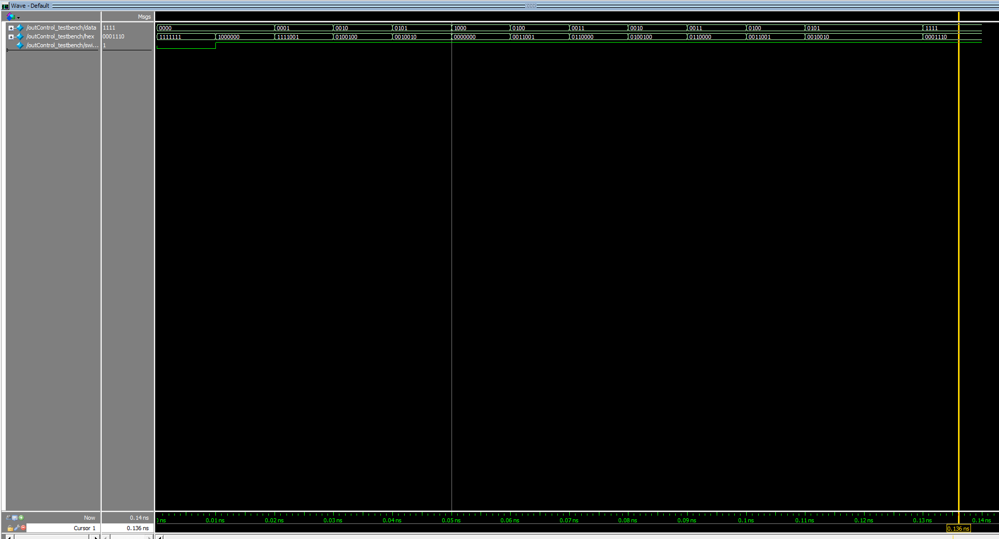 Wave - Default
Msgs
/outControl_testbench/data 1111 0000 0001 0010 0101 1000 0100 0011 0010 0011 0100 0101 1111
/outControl_testbench/hex 0001110 1111111 1000000 1111001 0100100 0010010 0000000 0011001 0110000 0100100 0110000 0011001 0010010 0001110
/outControl_testbench/swi... 1
Now 0.14 ns ns 0.01 ns 0.02 ns 0.03 ns 0.04 ns 0.05 ns 0.06 ns 0.07 ns 0.08 ns 0.09 ns 0.1 ns 0.11 ns 0.12 ns 0.13 ns 0.14 ns
Cursor 1 0.136 ns 0.136 ns